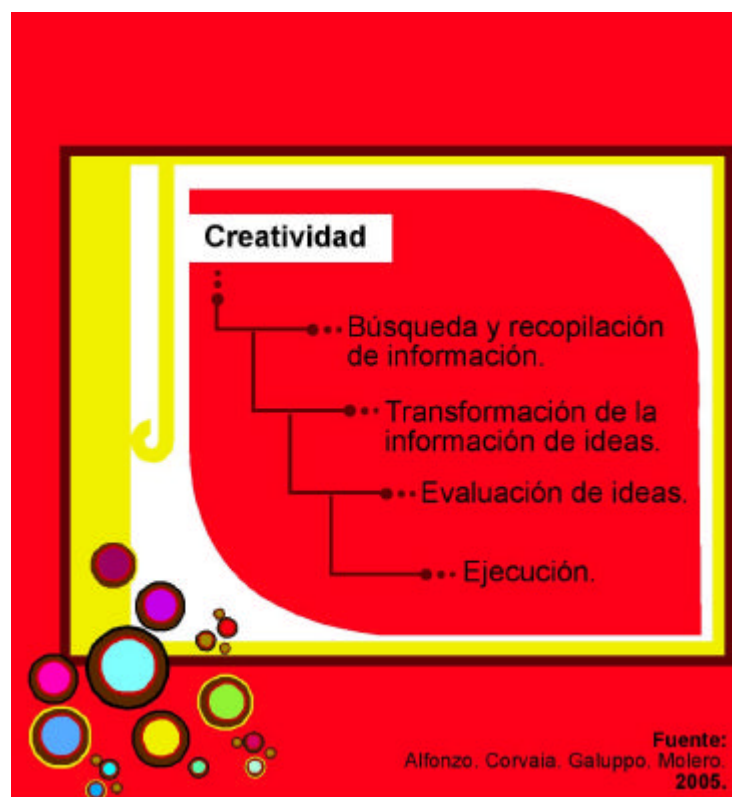 Creatividad
Búsqueda y recopilación
de información.
Transformación de la
información de ideas.
Evaluación de ideas.
Ejecución.
Fuente:
Alfonzo. Corvaia. Galuppo. Molero.
2005.